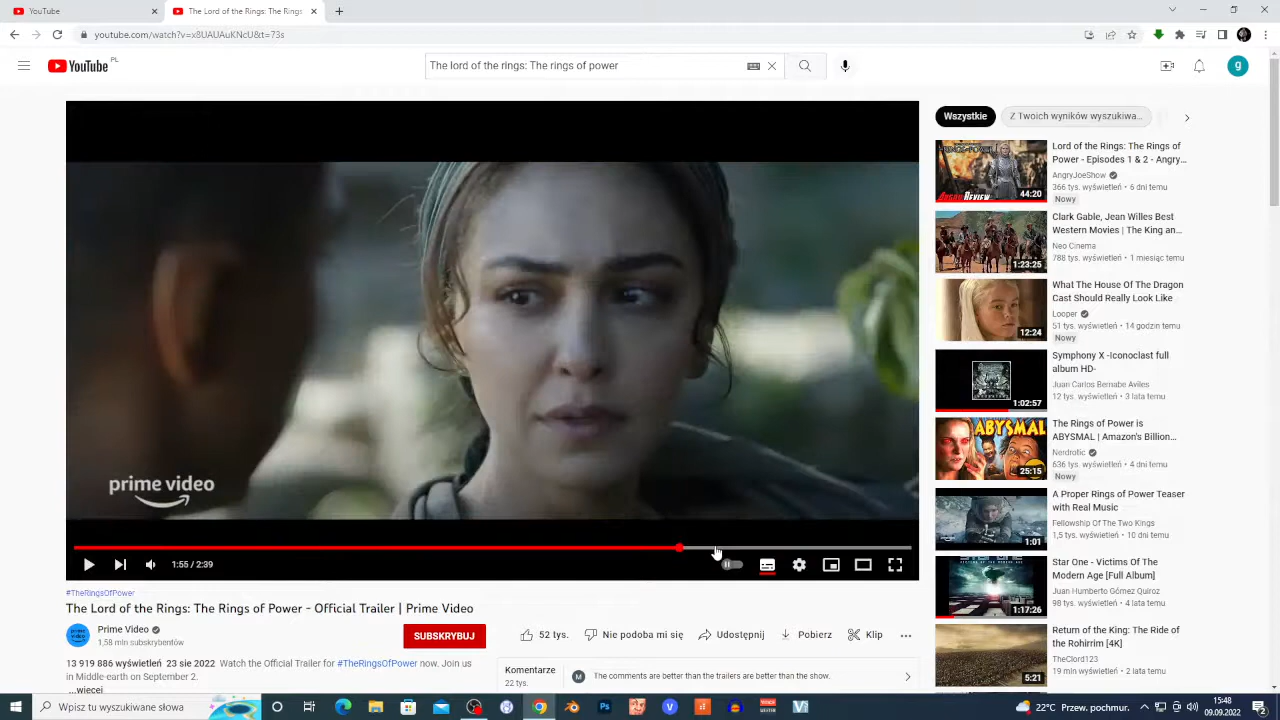 YouTube
The Lord of the Rings: The Rings
youtube.com/watch?v=x8UAUAuKNcU&t=73s
YouTube PL
The lord of the rings: The rings of power
g
Wszystkie
Z Twoich wyników wyszukiwa...
prime video
1:55 / 2:39
#TheRingsOfPower
The Lord of the Rings: The Rings of Power - Official Trailer | Prime Video
Prime Video
1,58 mln subskrybentów
SUBSKRYBUJ
52 tys.
Nie podoba mi się
Udostępnij
Pobierz
Klip
13 919 886 wyświetleń 23 sie 2022 Watch the Official Trailer for #TheRingsOfPower now. Join us
in Middle-earth on September 2.
...więcej
Komentarze
22 tys.
M
The comments are better than the trailers are better than the show.
44:20
Lord of the Rings: The Rings of
Power - Episodes 1 & 2 - Angry...
AngryJoeShow
366 tys. wyświetleń • 6 dni temu
Nowy
1:23:25
Clark Gable, Jean Willes Best
Western Movies | The King an...
Neo Cinema
788 tys. wyświetleń • 1 miesiąc temu
12:24
What The House Of The Dragon
Cast Should Really Look Like
Looper
51 tys. wyświetleń • 14 godzin temu
Nowy
1:02:57
Symphony X -Iconoclast full
album HD-
Juan Carlos Bernabe Aviles
12 tys. wyświetleń • 3 lata temu
ABYSMAL
25:15
The Rings of Power is
ABYSMAL | Amazon's Billion...
Nerdrotic
636 tys. wyświetleń • 4 dni temu
Nowy
1:01
A Proper Rings of Power Teaser
with Real Music
Fellowship Of The Two Kings
1,5 tys. wyświetleń • 10 dni temu
1:17:26
Star One - Victims Of The
Modern Age [Full Album]
Juan Humberto Gómez Quiroz
98 tys. wyświetleń • 4 lata temu
5:21
Return of the King: The Ride of
the Rohirrim [4K]
TheClord123
19 mln wyświetleń • 2 lata temu
Wpisz tu wyszukiwane słowa
22°C Pochmurno
15:48
09.09.2022
2